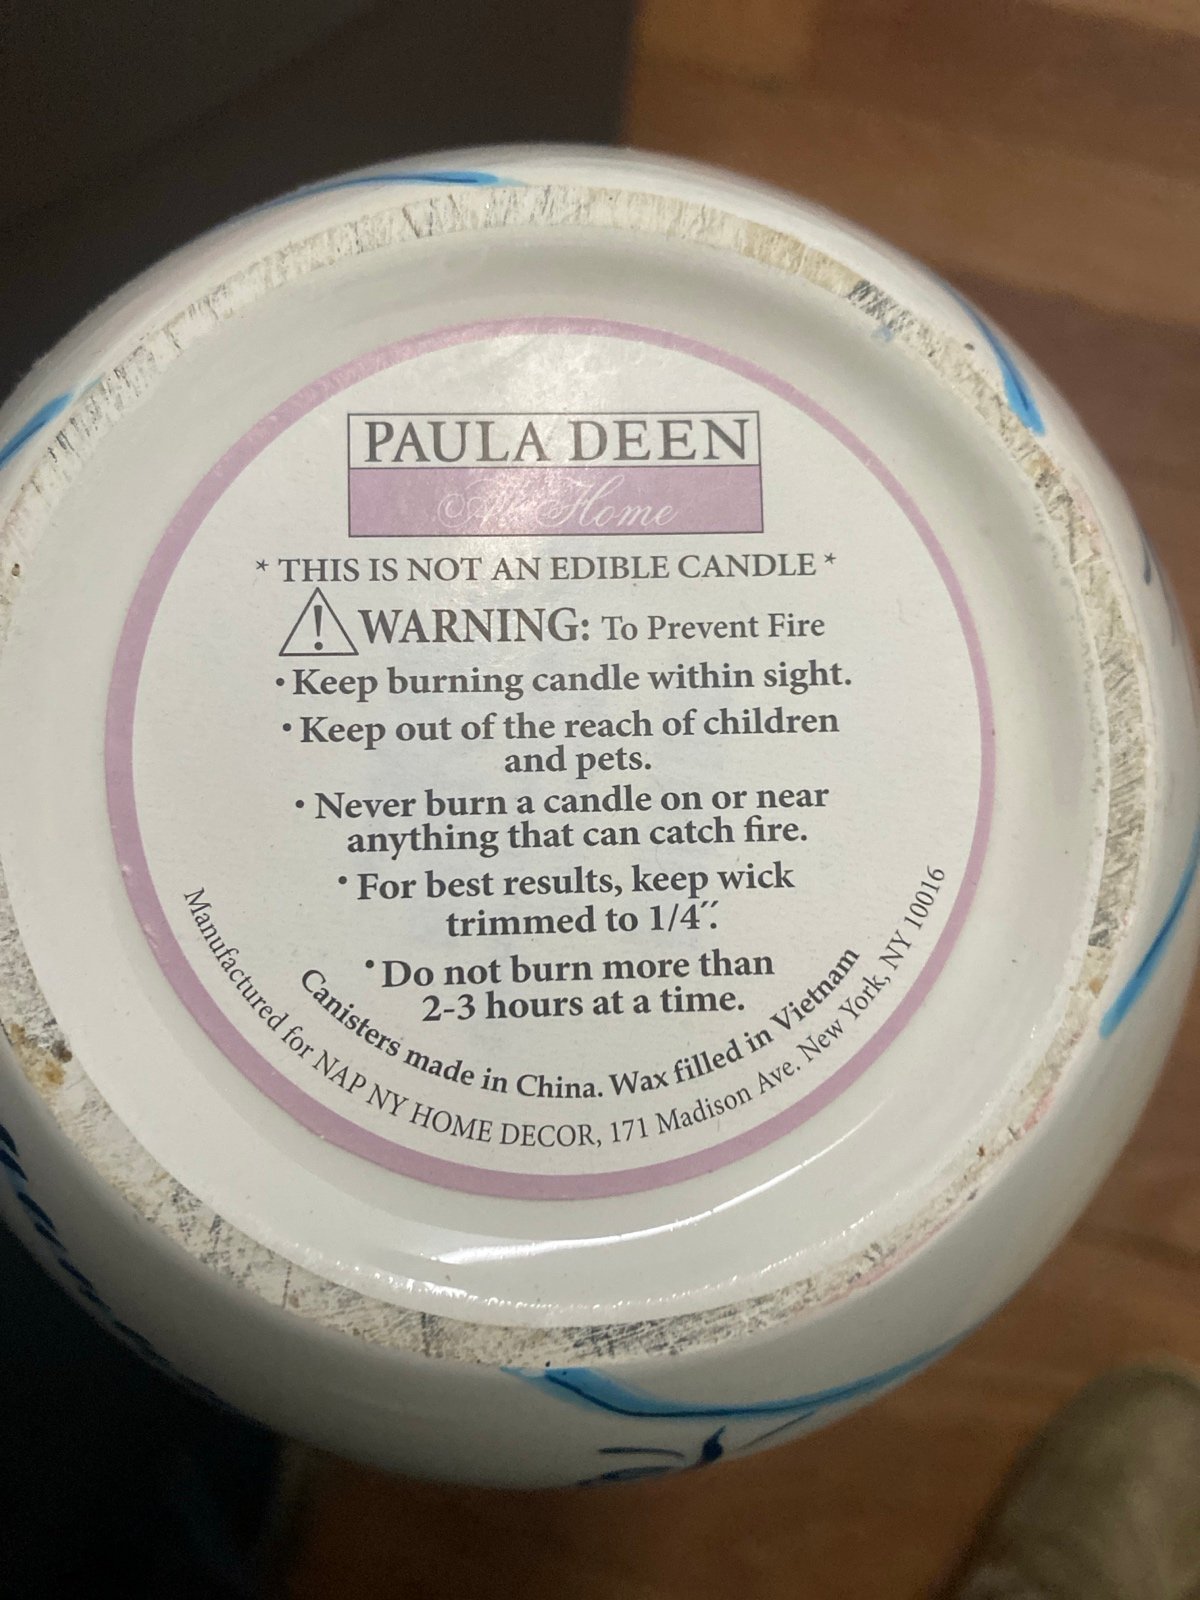 PAULA DEEN
At Home
* THIS IS NOT AN EDIBLE CANDLE *
! WARNING: To Prevent Fire
• Keep burning candle within sight.
• Keep out of the reach of children
and pets.
• Never burn a candle on or near
anything that can catch fire.
• For best results, keep wick
trimmed to 1/4".
• Do not burn more than
2-3 hours at a time.
Canisters made in China. Wax filled in Vietnam
Manufactured for NAP NY HOME DECOR, 171 Madison Ave. New York, NY 10016